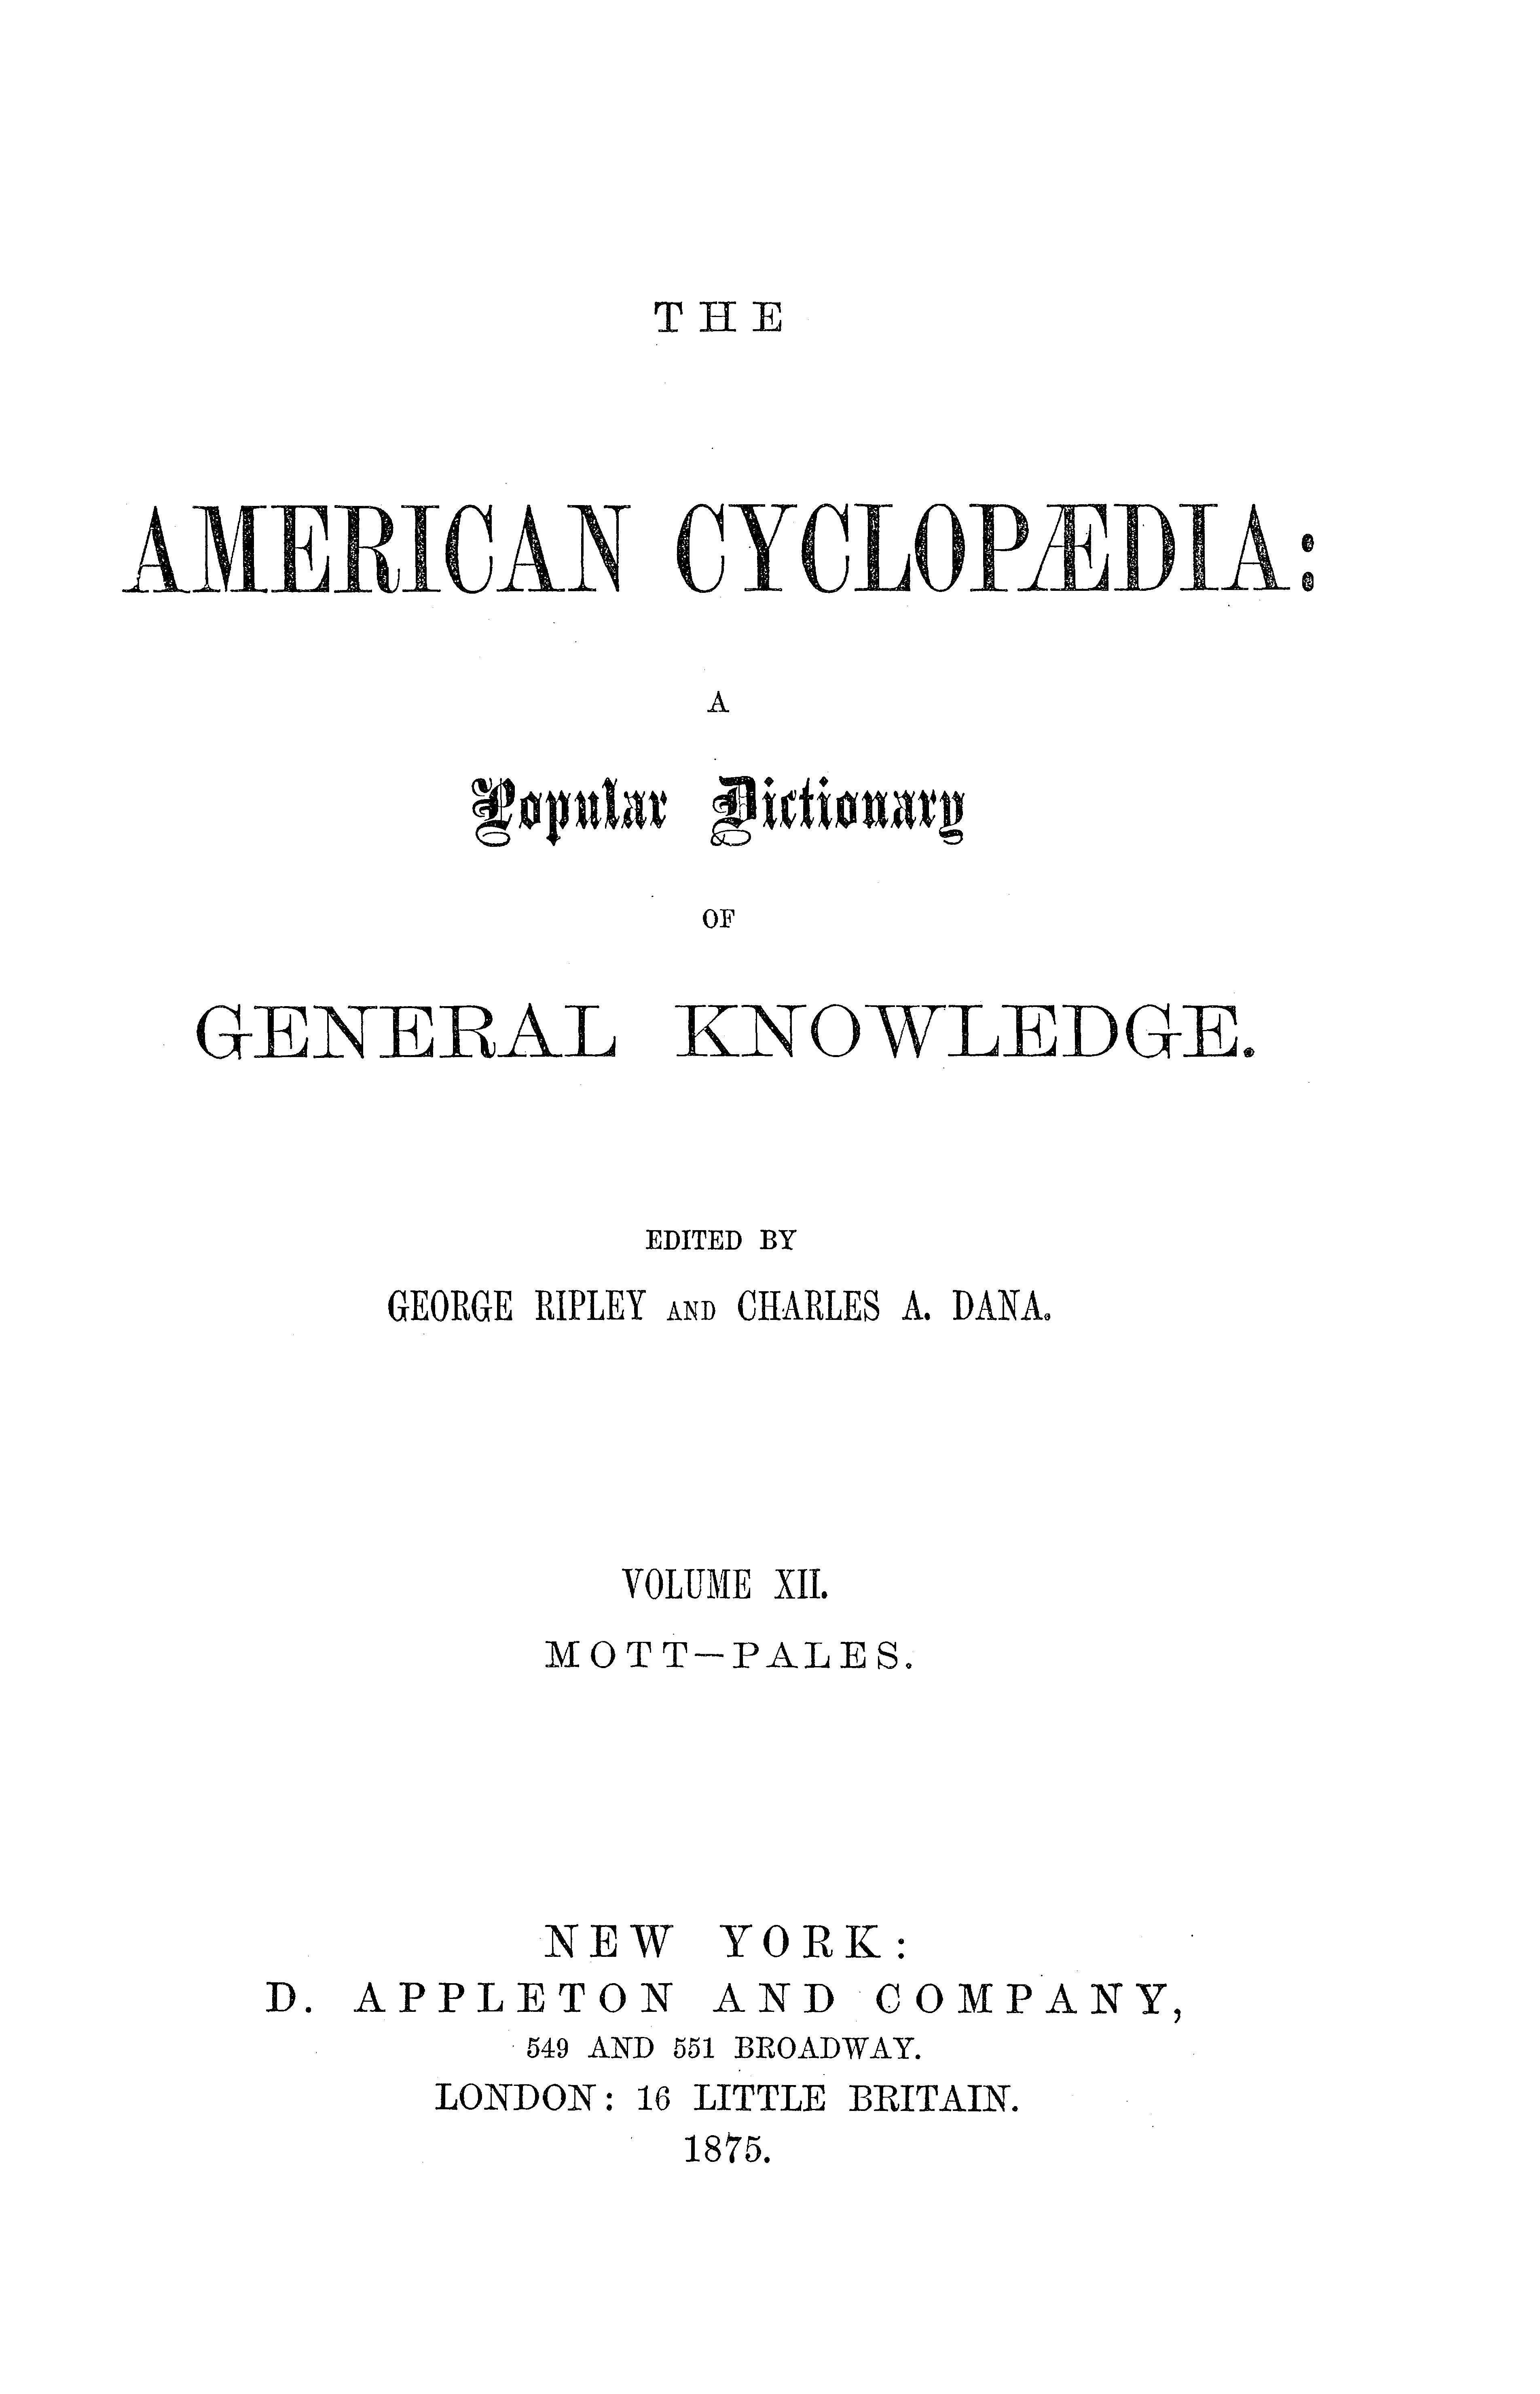 THE
AMERICAN CYCLOPÆDIA:
A
Popular Dictionary
OF
GENERAL KNOWLEDGE.
EDITED BY
GEORGE RIPLEY AND CHARLES A. DANA.
VOLUME XII.
MOTT—PALES.
NEW YORK:
D. APPLETON AND COMPANY,
549 AND 551 BROADWAY.
LONDON: 16 LITTLE BRITAIN.
1875.